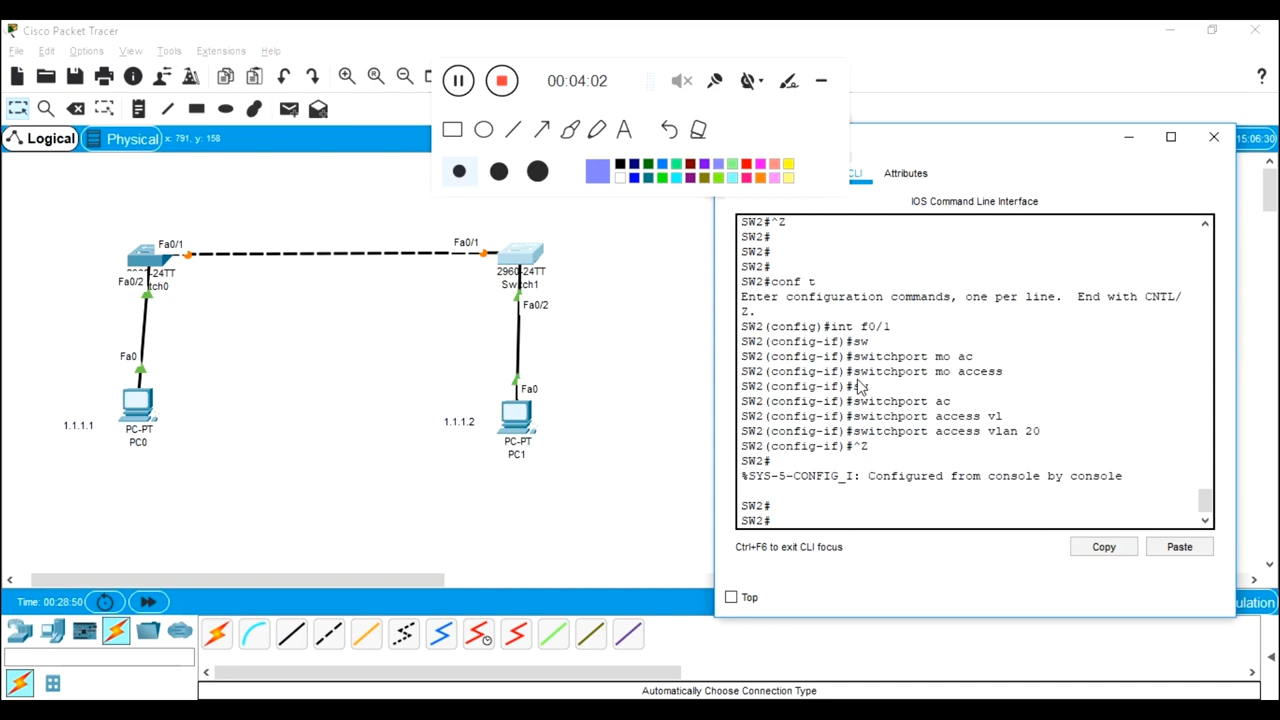 Cisco Packet Tracer
File Edit Options View Tools Extensions Help
00:04:02
?
Logical
Physical
x: 791, y: 158
15:06:30
CLI
Attributes
IOS Command Line Interface
SW2#^Z
SW2#
SW2#
SW2#
SW2#conf t
Enter configuration commands, one per line.  End with CNTL/
Z.
SW2(config)#int f0/1
SW2(config-if)#sw
SW2(config-if)#switchport mo ac
SW2(config-if)#switchport mo access
SW2(config-if)#
SW2(config-if)#switchport ac
SW2(config-if)#switchport access vl
SW2(config-if)#switchport access vlan 20
SW2(config-if)#^Z
SW2#
%SYS-5-CONFIG_I: Configured from console by console
SW2#
SW2#
Ctrl+F6 to exit CLI focus
Copy
Paste
Top
Fa0/1
-24TT
tch0
Fa0/2
Fa0
1.1.1.1
PC-PT
PC0
Fa0/1
2960-24TT
Switch1
Fa0/2
Fa0
1.1.1.2
PC-PT
PC1
Time: 00:28:50
ulation
Automatically Choose Connection Type